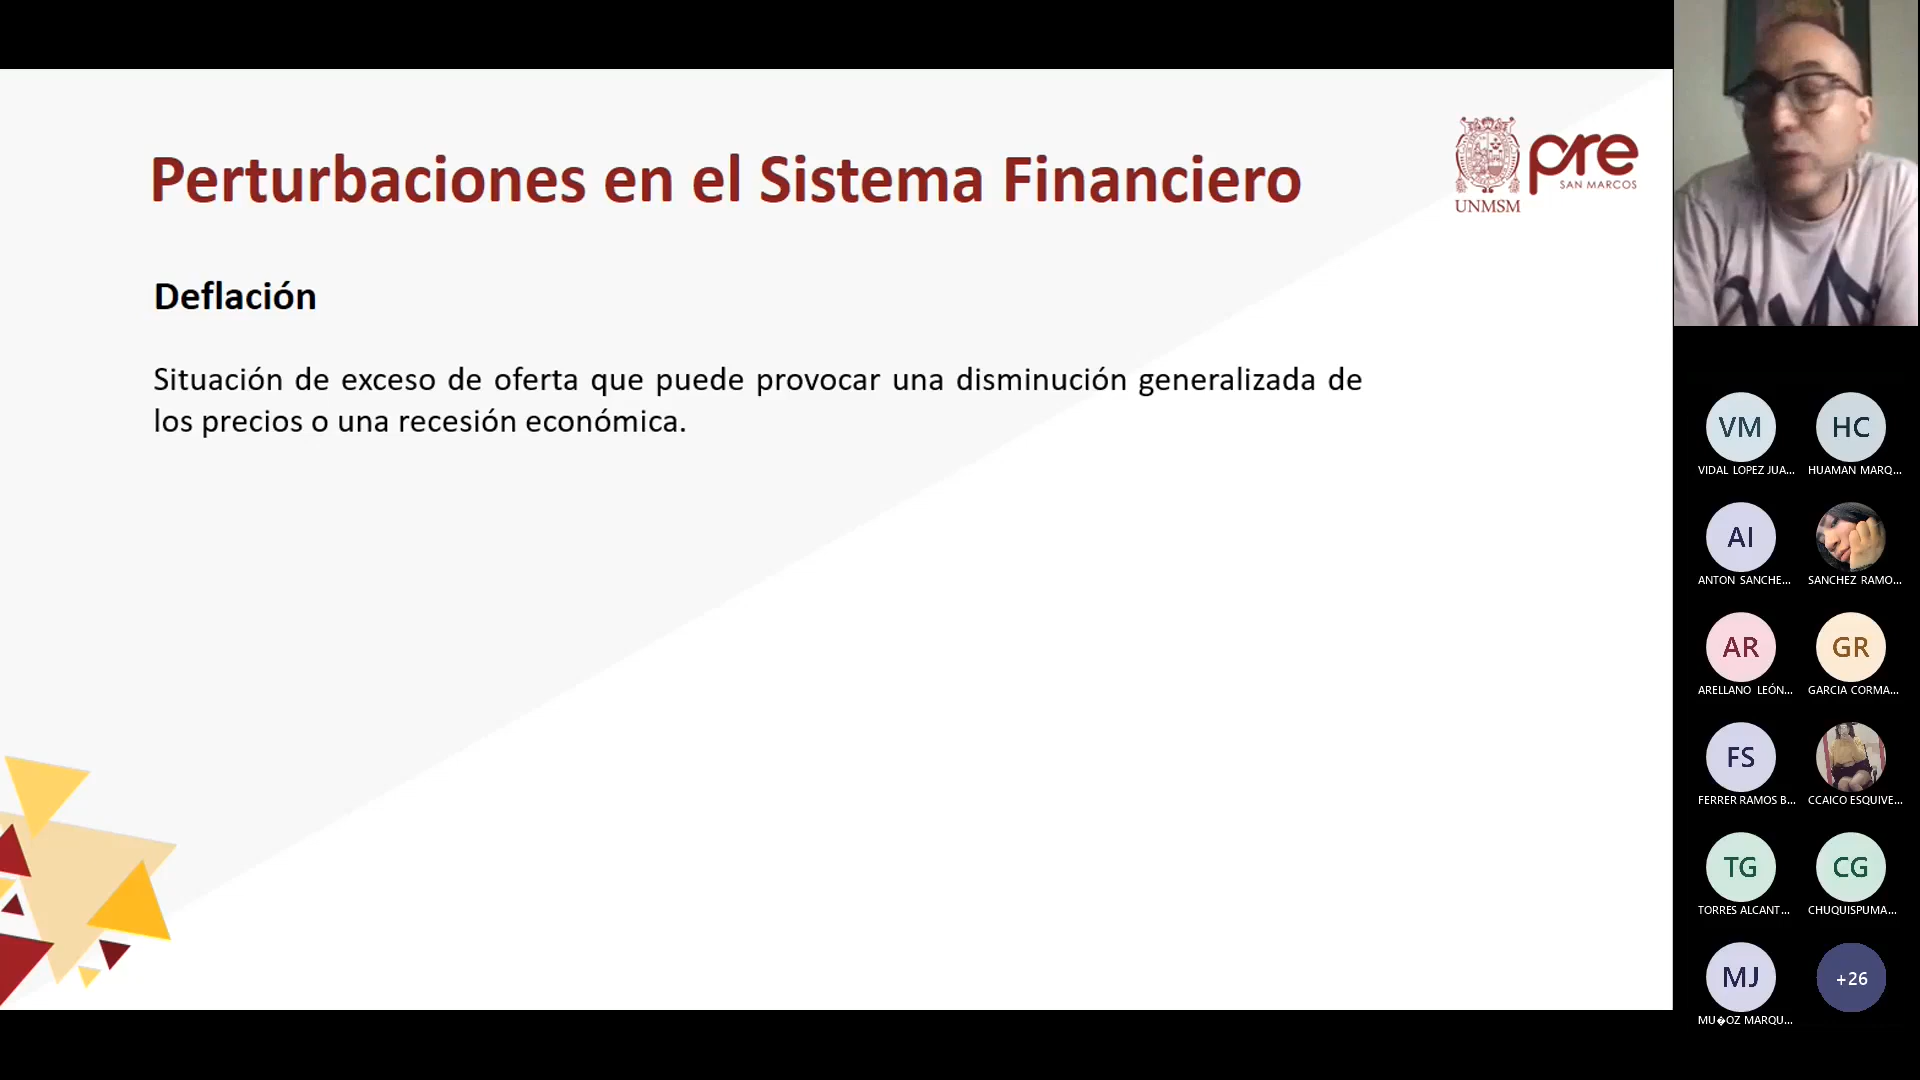 Perturbaciones en el Sistema Financiero
UNMSM
pre
SAN MARCOS
Deflación
Situación de exceso de oferta que puede provocar una disminución generalizada de
los precios o una recesión económica.
VM
HC
VIDAL LOPEZ JUA...
HUAMAN MARQ...
AI
ANTON SANCHE...
SANCHEZ RAMO...
AR
GR
ARELLANO LEÓN...
GARCIA CORMA...
FS
FERRER RAMOS B...
CCAICO ESQUIVE...
TG
CG
TORRES ALCANT...
CHUQUISPUMA...
MJ
+26
MU�OZ MARQU...